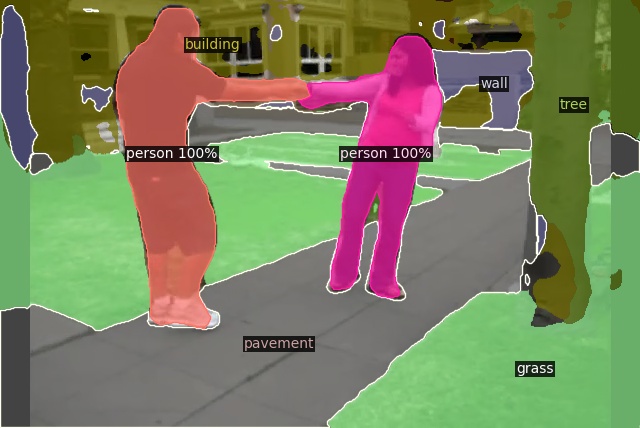 building
wall
tree
person 100%
person 100%
pavement
grass